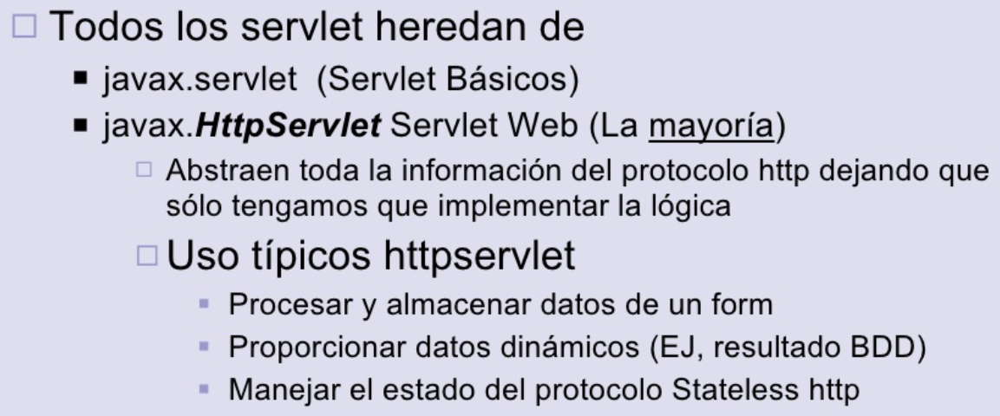 Todos los servlet heredan de
javax.servlet (Servlet Básicos)
javax.HttpServlet Servlet Web (La mayoría)
Abstraen toda la información del protocolo http dejando que
sólo tengamos que implementar la lógica
Uso típicos httpservlet
Procesar y almacenar datos de un form
Proporcionar datos dinámicos (EJ, resultado BDD)
Manejar el estado del protocolo Stateless http